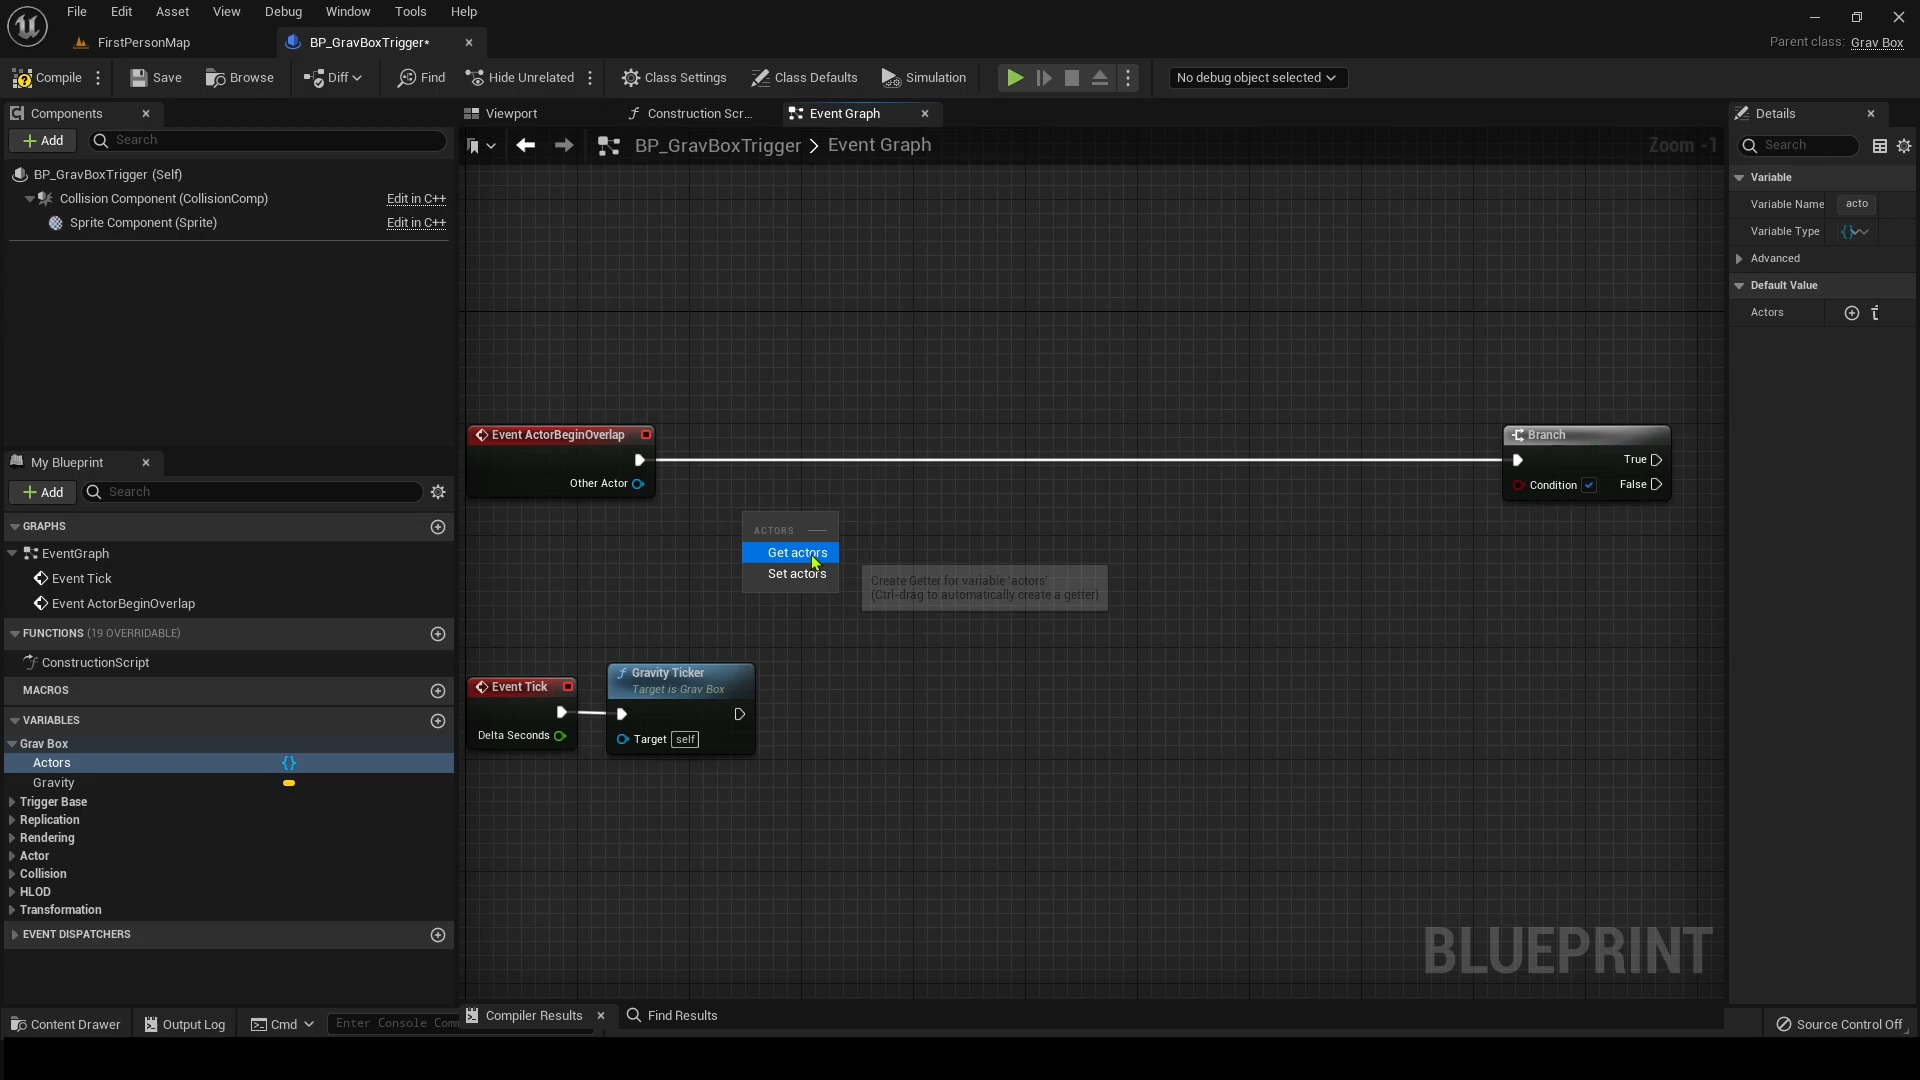 File Edit Asset View Debug Window Tools Help
FirstPersonMap
BP_GravBoxTrigger*
Parent class: Grav Box
Compile
Save
Browse
Diff
Find
Hide Unrelated
Class Settings
Class Defaults
Simulation
No debug object selected
Components
Add
Search
BP_GravBoxTrigger (Self)
Collision Component (CollisionComp)
Edit in C++
Sprite Component (Sprite)
Edit in C++
My Blueprint
Add
Search
GRAPHS
EventGraph
Event Tick
Event ActorBeginOverlap
FUNCTIONS (19 OVERRIDABLE)
ConstructionScript
MACROS
VARIABLES
Grav Box
Actors
Gravity
Trigger Base
Replication
Rendering
Actor
Collision
HLOD
Transformation
EVENT DISPATCHERS
Viewport
Construction Scr...
Event Graph
BP_GravBoxTrigger > Event Graph
Zoom -1
Event ActorBeginOverlap
Other Actor
Branch
True
Condition
False
ACTORS
Get actors
Set actors
Create Getter for variable 'actors'
(Ctrl-drag to automatically create a getter)
Event Tick
Delta Seconds
Gravity Ticker
Target is Grav Box
Target self
BLUEPRINT
Details
Search
Variable
Variable Name
acto
Variable Type
Advanced
Default Value
Actors
Content Drawer
Output Log
Cmd
Enter Console Comm
Compiler Results
Find Results
Source Control Off